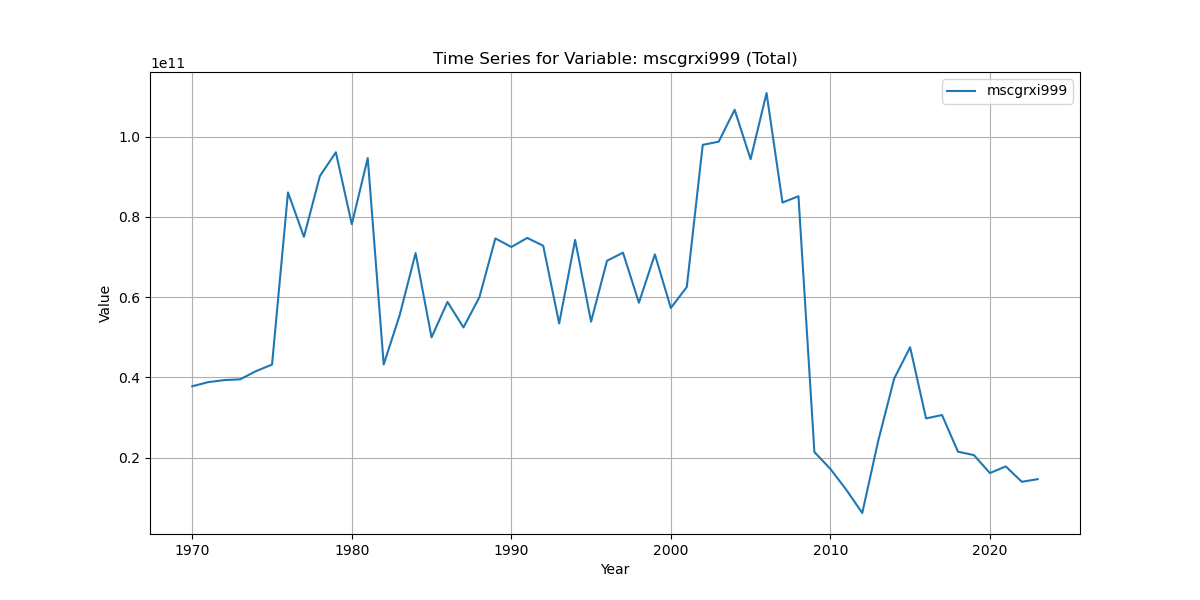 Time Series for Variable: mscgrxi999 (Total)
1e11
mscgrxi999
1.0
0.8
0.6
0.4
0.2
Value
1970 1980 1990 2000 2010 2020
Year